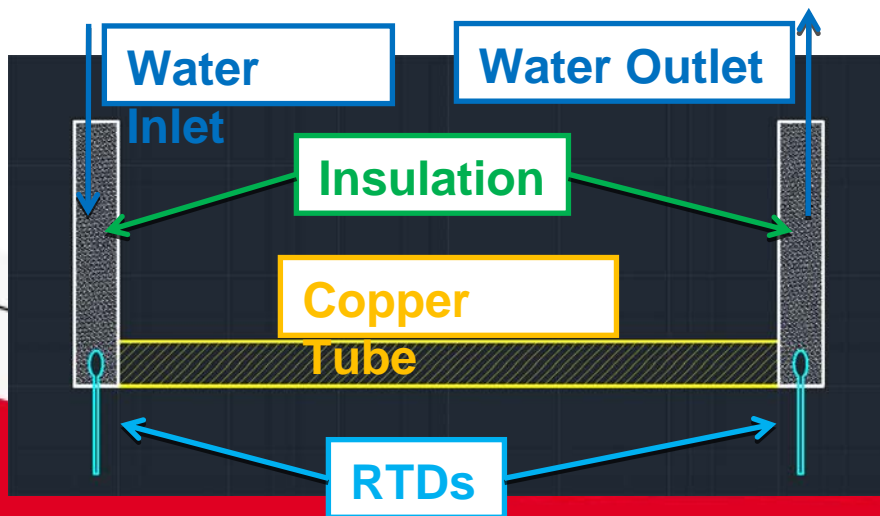 Water
Inlet
Water Outlet
Insulation
Copper
Tube
RTDs